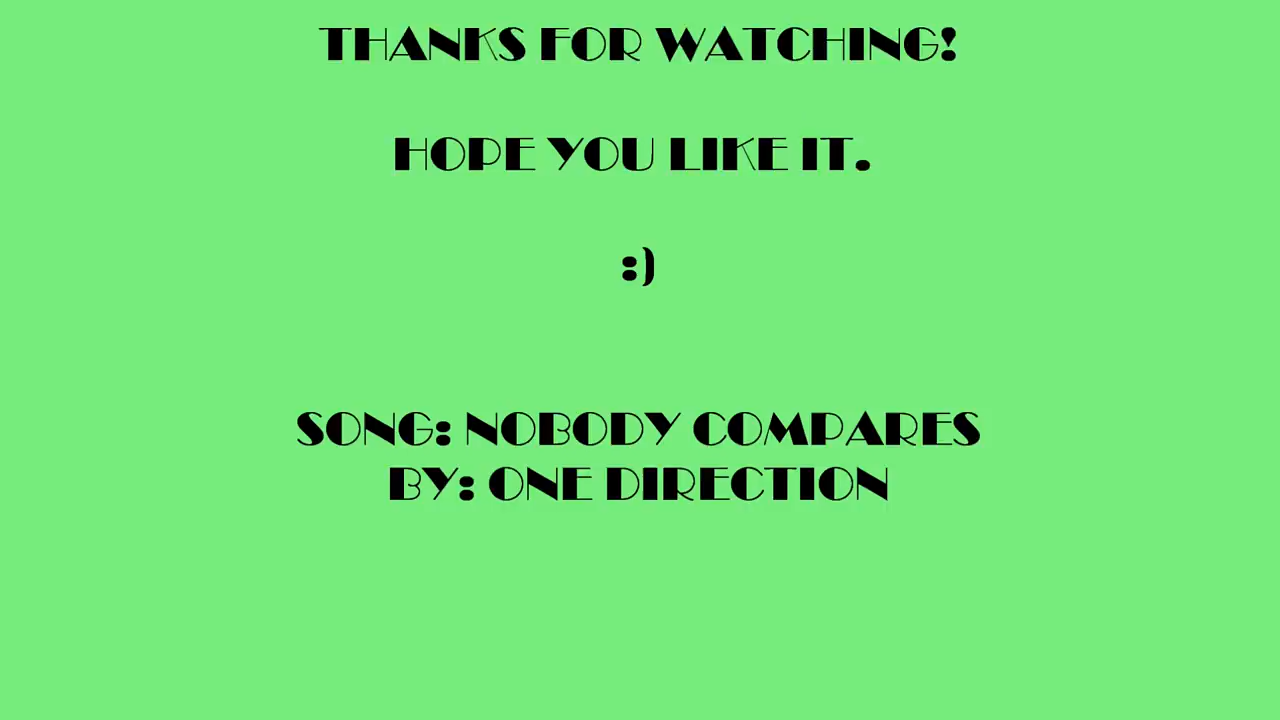 THANKS FOR WATCHING!
HOPE YOU LIKE IT.
:)
SONG: NOBODY COMPARES
BY: ONE DIRECTION